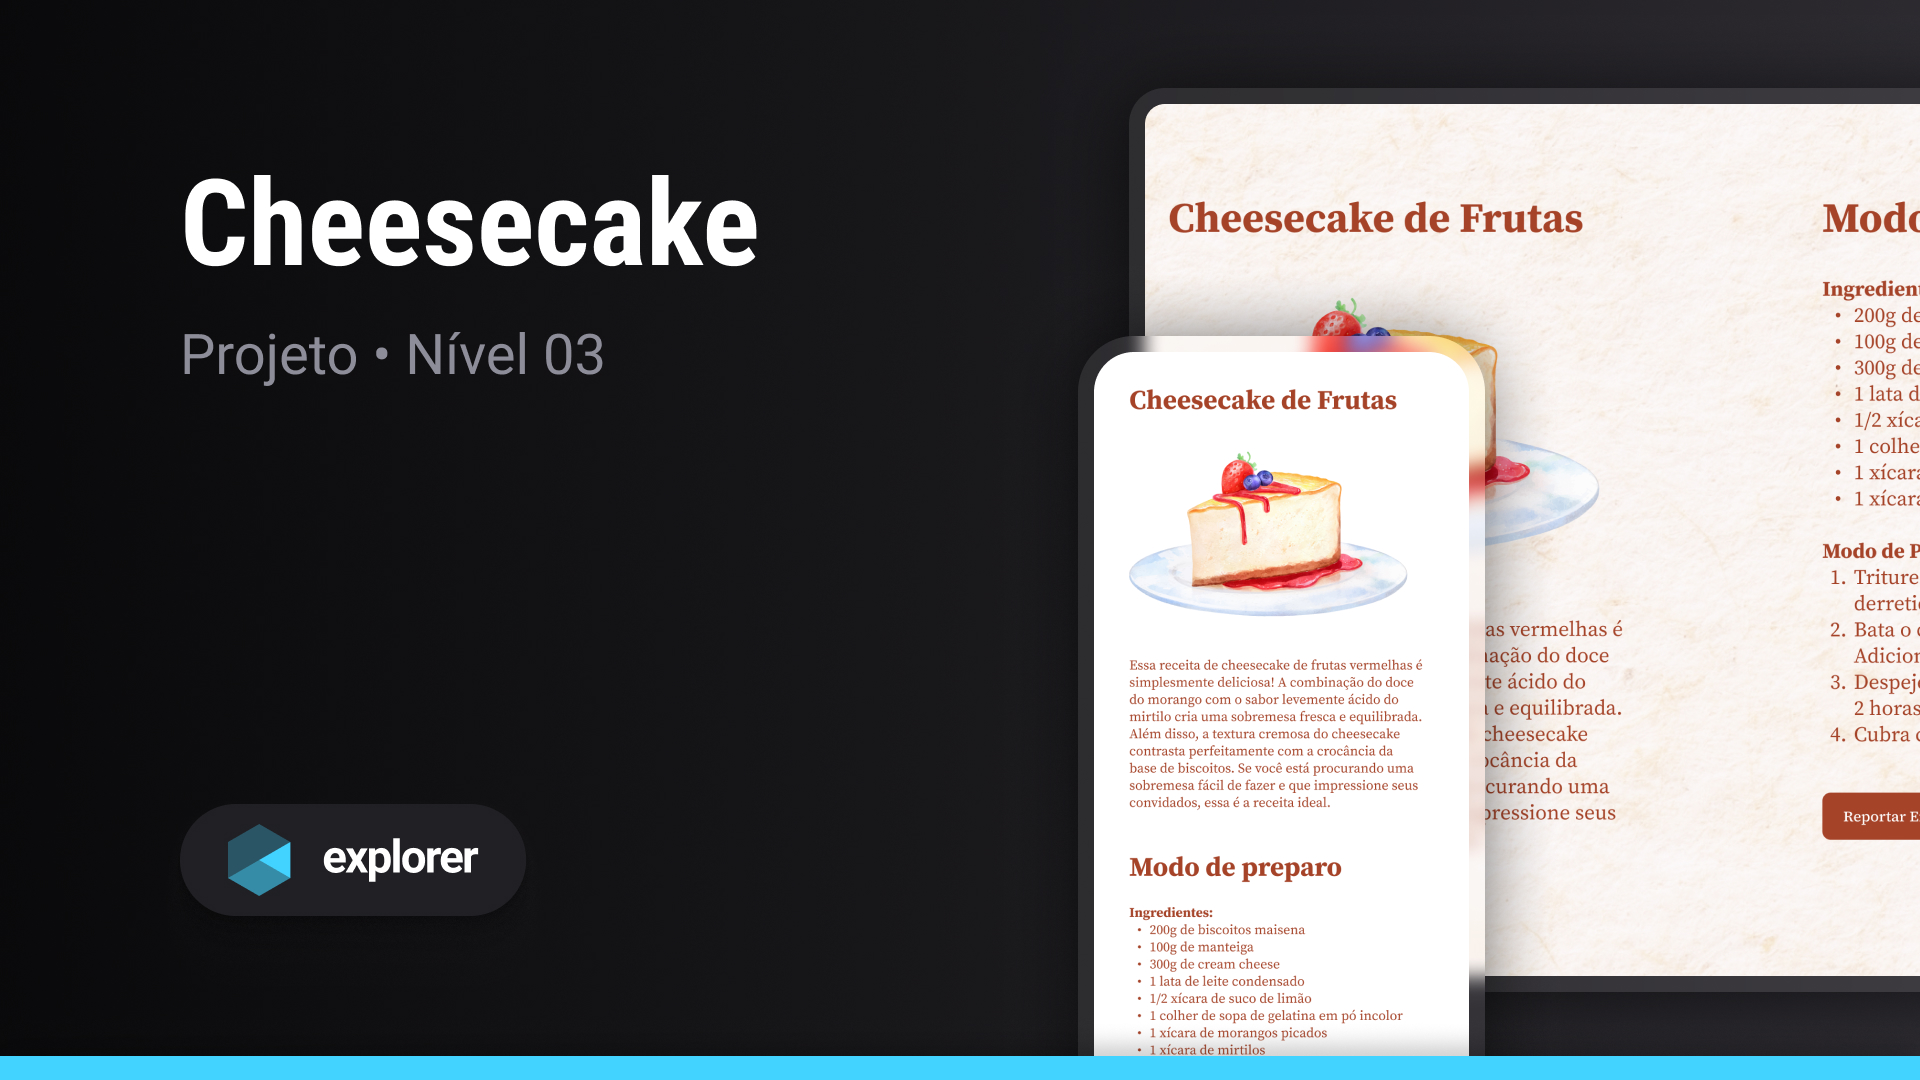 Cheesecake
Projeto • Nível 03
explorer
Cheesecake de Frutas
as vermelhas é
ação do doce
te ácido do
e equilibrada.
cheesecake
ocância da
curando uma
pressione seus
Modo
Ingredient
• 200g de
• 100g de
• 300g de
• 1 lata d
• 1/2 xíca
• 1 colhe
• 1 xícara
• 1 xícara
Modo de P
1. Triture
derreti
2. Bata o
Adicion
3. Despej
2 horas
4. Cubra
Reportar E
Cheesecake de Frutas
Essa receita de cheesecake de frutas vermelhas é
simplesmente deliciosa! A combinação do doce
do morango com o sabor levemente ácido do
mirtilo cria uma sobremesa fresca e equilibrada.
Além disso, a textura cremosa do cheesecake
contrasta perfeitamente com a crocância da
base de biscoitos. Se você está procurando uma
sobremesa fácil de fazer e que impressione seus
convidados, essa é a receita ideal.
Modo de preparo
Ingredientes:
• 200g de biscoitos maisena
• 100g de manteiga
• 300g de cream cheese
• 1 lata de leite condensado
• 1/2 xícara de suco de limão
• 1 colher de sopa de gelatina em pó incolor
• 1 xícara de morangos picados
• 1 xícara de mirtilos